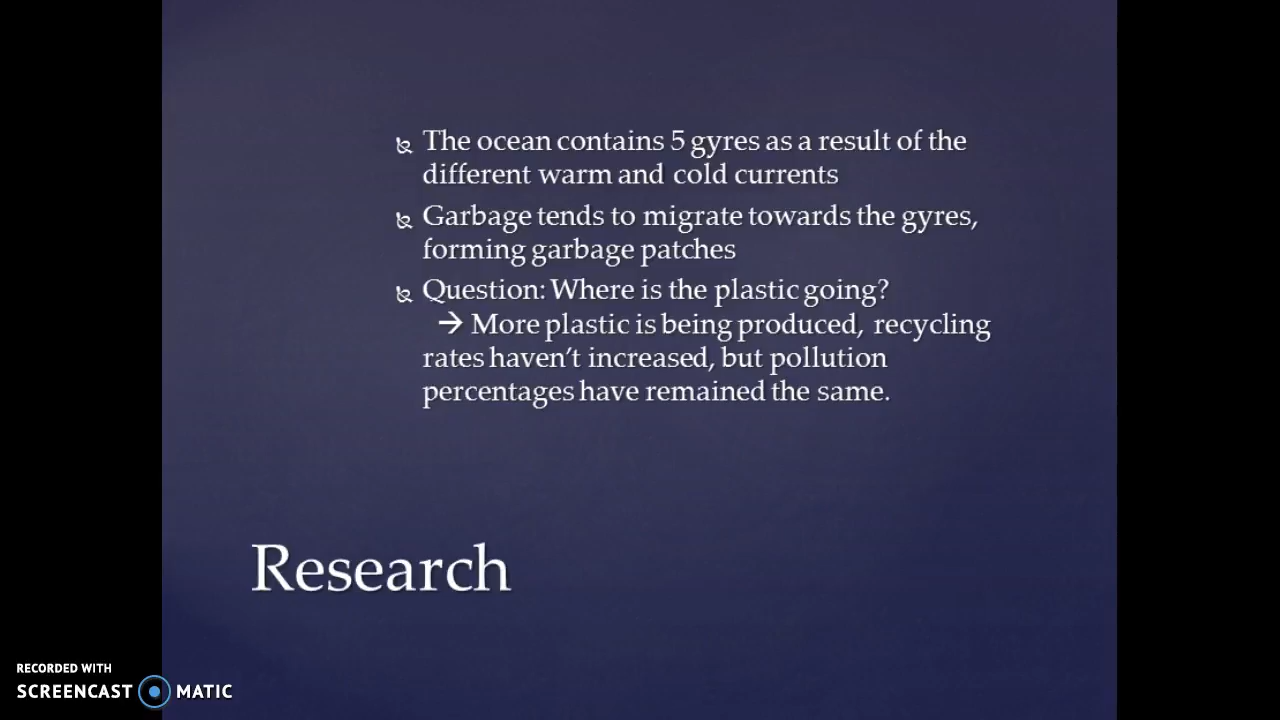 The ocean contains 5 gyres as a result of the
different warm and cold currents
Garbage tends to migrate towards the gyres,
forming garbage patches
Question: Where is the plastic going?
→ More plastic is being produced, recycling
rates haven’t increased, but pollution
percentages have remained the same.
Research
RECORDED WITH
SCREENCAST MATIC